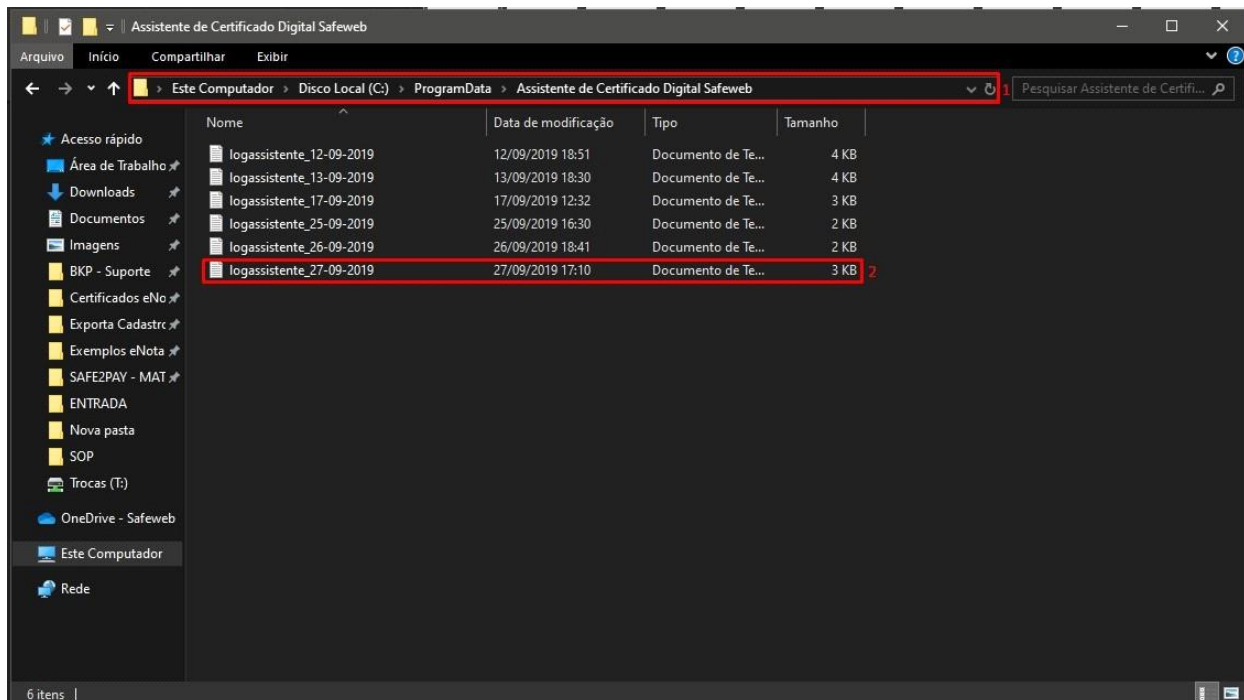 Assistente de Certificado Digital Safeweb
Arquivo Início Compartilhar Exibir
Este Computador > Disco Local (C:) > ProgramData > Assistente de Certificado Digital Safeweb 1 Pesquisar Assistente de Certifi...
Nome Data de modificação Tipo Tamanho
logassistente_12-09-2019 12/09/2019 18:51 Documento de Te... 4 KB
logassistente_13-09-2019 13/09/2019 18:30 Documento de Te... 4 KB
logassistente_17-09-2019 17/09/2019 12:32 Documento de Te... 3 KB
logassistente_25-09-2019 25/09/2019 16:30 Documento de Te... 2 KB
logassistente_26-09-2019 26/09/2019 18:41 Documento de Te... 2 KB
logassistente_27-09-2019 27/09/2019 17:10 Documento de Te... 3 KB 2
Acesso rápido
Área de Trabalho
Downloads
Documentos
Imagens
BKP - Suporte
Certificados eNo
Exporta Cadastrc
Exemplos eNota
SAFE2PAY - MAT
ENTRADA
Nova pasta
SOP
Trocas (T:)
OneDrive - Safeweb
Este Computador
Rede
6 itens